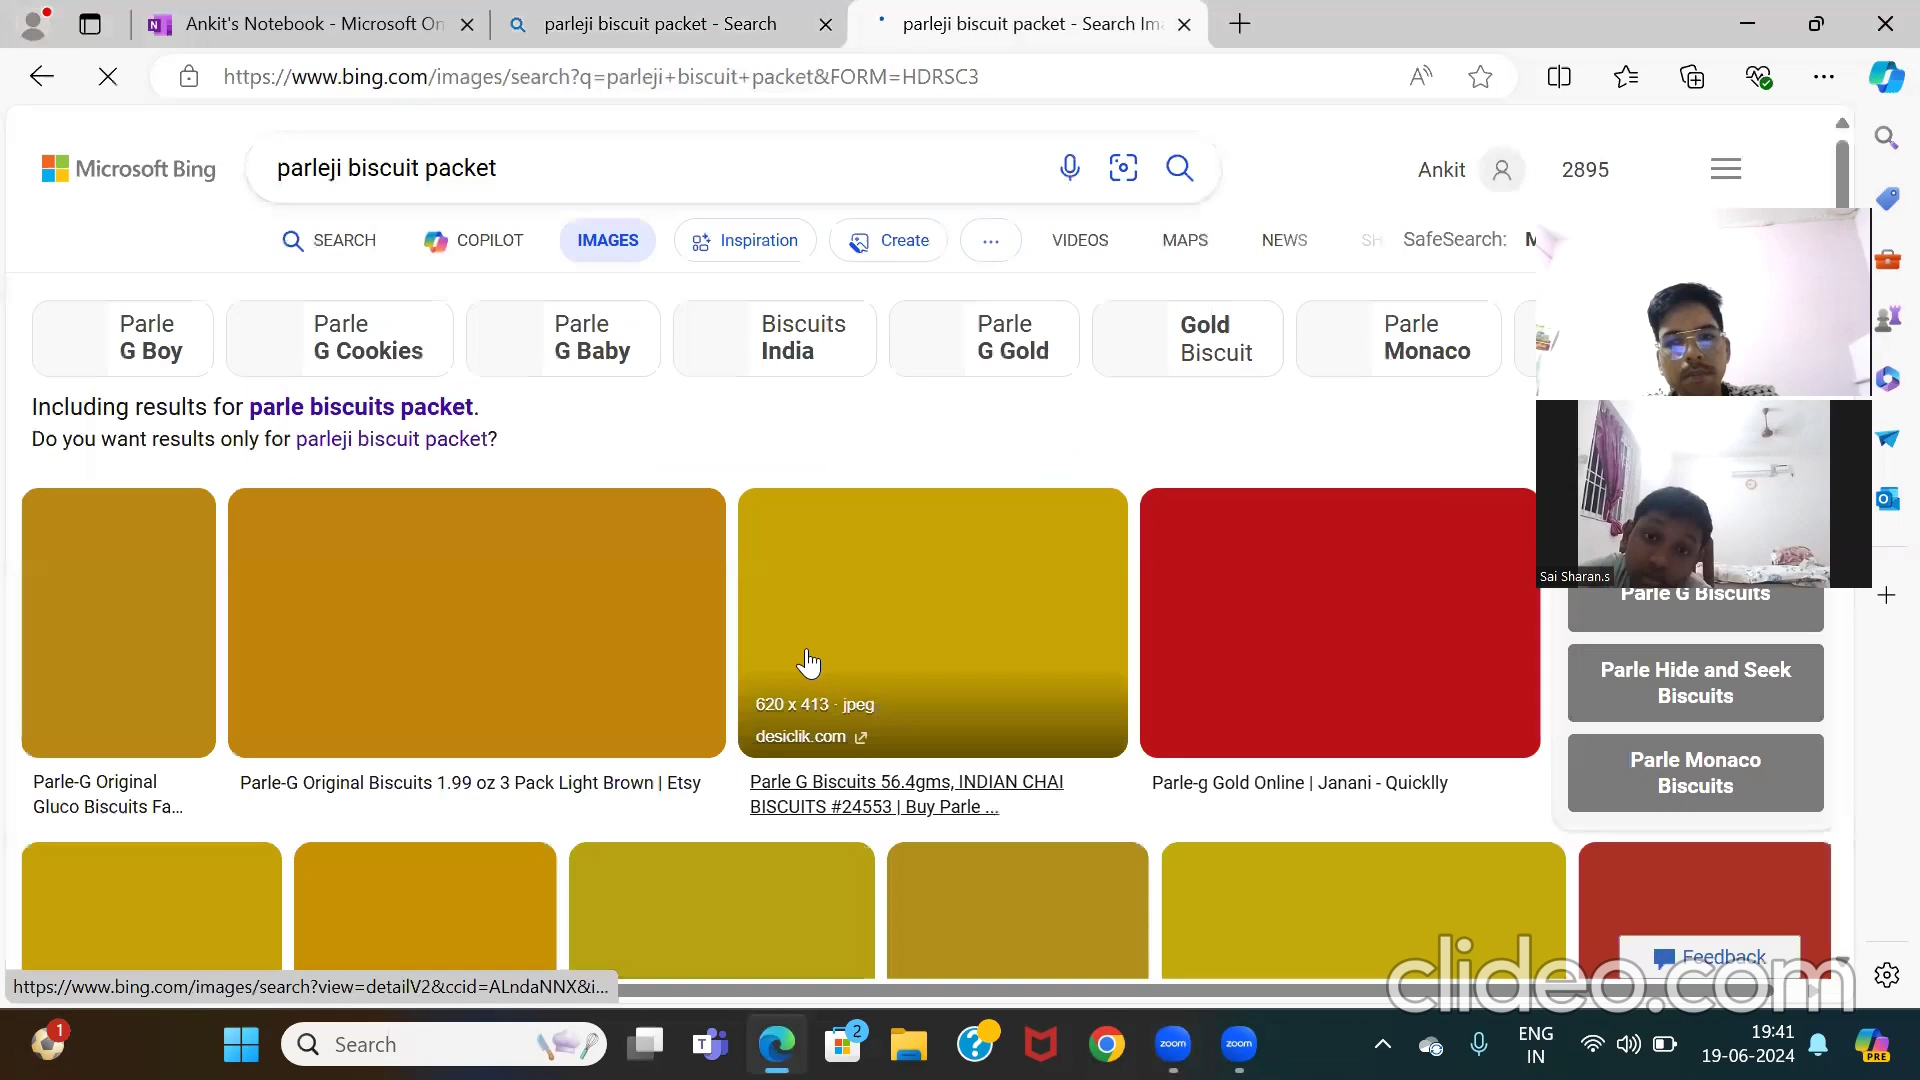 Ankit's Notebook - Microsoft On
parleji biscuit packet - Search
parleji biscuit packet - Search Im
https://www.bing.com/images/search?q=parleji+biscuit+packet&FORM=HDRSC3
Microsoft Bing
parleji biscuit packet
Ankit
2895
SEARCH
COPILOT
IMAGES
Inspiration
Create
VIDEOS
MAPS
NEWS
SH
SafeSearch:
Parle
G Boy
Parle
G Cookies
Parle
G Baby
Biscuits
India
Parle
G Gold
Gold
Biscuit
Parle
Monaco
Including results for parle biscuits packet.
Do you want results only for parleji biscuit packet?
Sai Sharan.s
Parle G Biscuits
Parle Hide and Seek
Biscuits
Parle Monaco
Biscuits
620 x 413 · jpeg
desiclik.com
Parle-G Original
Gluco Biscuits Fa...
Parle-G Original Biscuits 1.99 oz 3 Pack Light Brown | Etsy
Parle G Biscuits 56.4gms, INDIAN CHAI
BISCUITS #24553 | Buy Parle ...
Parle-g Gold Online | Janani - Quicklly
Feedback
clideo.com
https://www.bing.com/images/search?view=detailV2&ccid=ALndaNNX&i...
1
Search
2
zoom
zoom
ENG
IN
19:41
19-06-2024
PRE